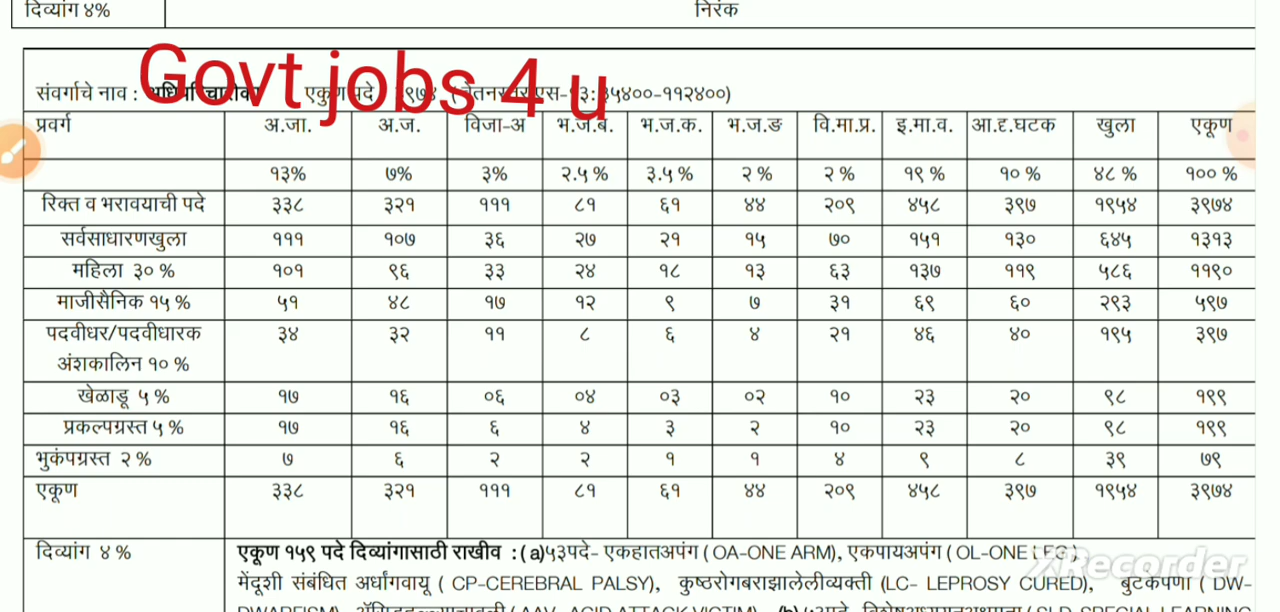 दिव्यांग ४% निरंक
Govt jobs 4 u
संवर्गाचे नाव : एकुण पदे ३९७४ एस-१३: ३५४००-११२४००)
प्रवर्ग अ.जा. अ.ज. विजा-अ भ.ज.ब. भ.ज.क. भ.ज.ड वि.मा.प्र. इ.मा.व. आ.दृ.घटक खुला एकूण
१३% ७% ३% २.५ % ३.५ % २ % २ % १९ % १० % ४८ % १०० %
रिक्त व भरावयाची पदे ३३८ ३२१ १११ ८१ ६१ ४४ २०९ ४५८ ३९७ १९५४ ३९७४
सर्वसाधारणखुला १११ १०७ ३६ २७ २१ १५ ७० १५१ १३० ६४५ १३१३
महिला ३० % १०१ ९६ ३३ २४ १८ १३ ६३ १३७ ११९ ५८६ ११९०
माजीसैनिक १५ % ५१ ४८ १७ १२ ९ ७ ३१ ६९ ६० २९३ ५९७
पदवीधर/पदवीधारक ३४ ३२ ११ ८ ६ ४ २१ ४६ ४० १९५ ३९७
अंशकालिन १० %
खेळाडू ५ % १७ १६ ०६ ०४ ०३ ०२ १० २३ २० ९८ १९९
प्रकल्पग्रस्त ५ % १७ १६ ६ ४ ३ २ १० २३ २० ९८ १९९
भुकंपग्रस्त २ % ७ ६ २ २ १ १ ४ ९ ८ ३९ ७९
एकूण ३३८ ३२१ १११ ८१ ६१ ४४ २०९ ४५८ ३९७ १९५४ ३९७४
दिव्यांग ४ % एकूण १५९ पदे दिव्यांगासाठी राखीव : (a)५३पदे- एकहातअपंग ( OA-ONE ARM), एकपायअपंग ( OL-ONE LEG),
XRecorder
मेंदूशी संबंधित अर्धांगवायू ( CP-CEREBRAL PALSY), कुष्ठरोगबराझालेलीव्यक्ती (LC- LEPROSY CURED), बुटकपणा ( DW-